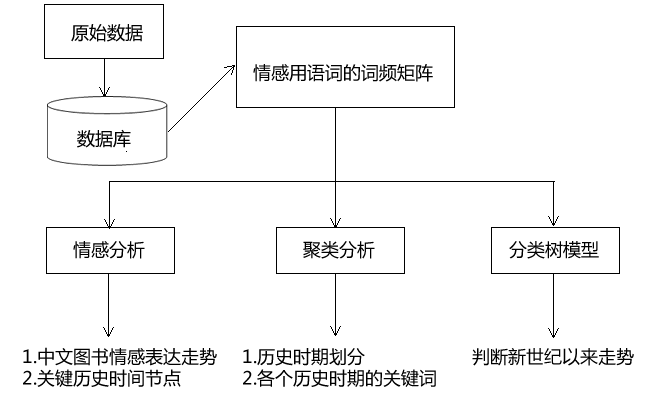 原始数据
数据库
情感用语词的词频矩阵
情感分析
聚类分析
分类树模型
1.中文图书情感表达走势
2.关键历史时间节点
1.历史时期划分
2.各个历史时期的关键词
判断新世纪以来走势